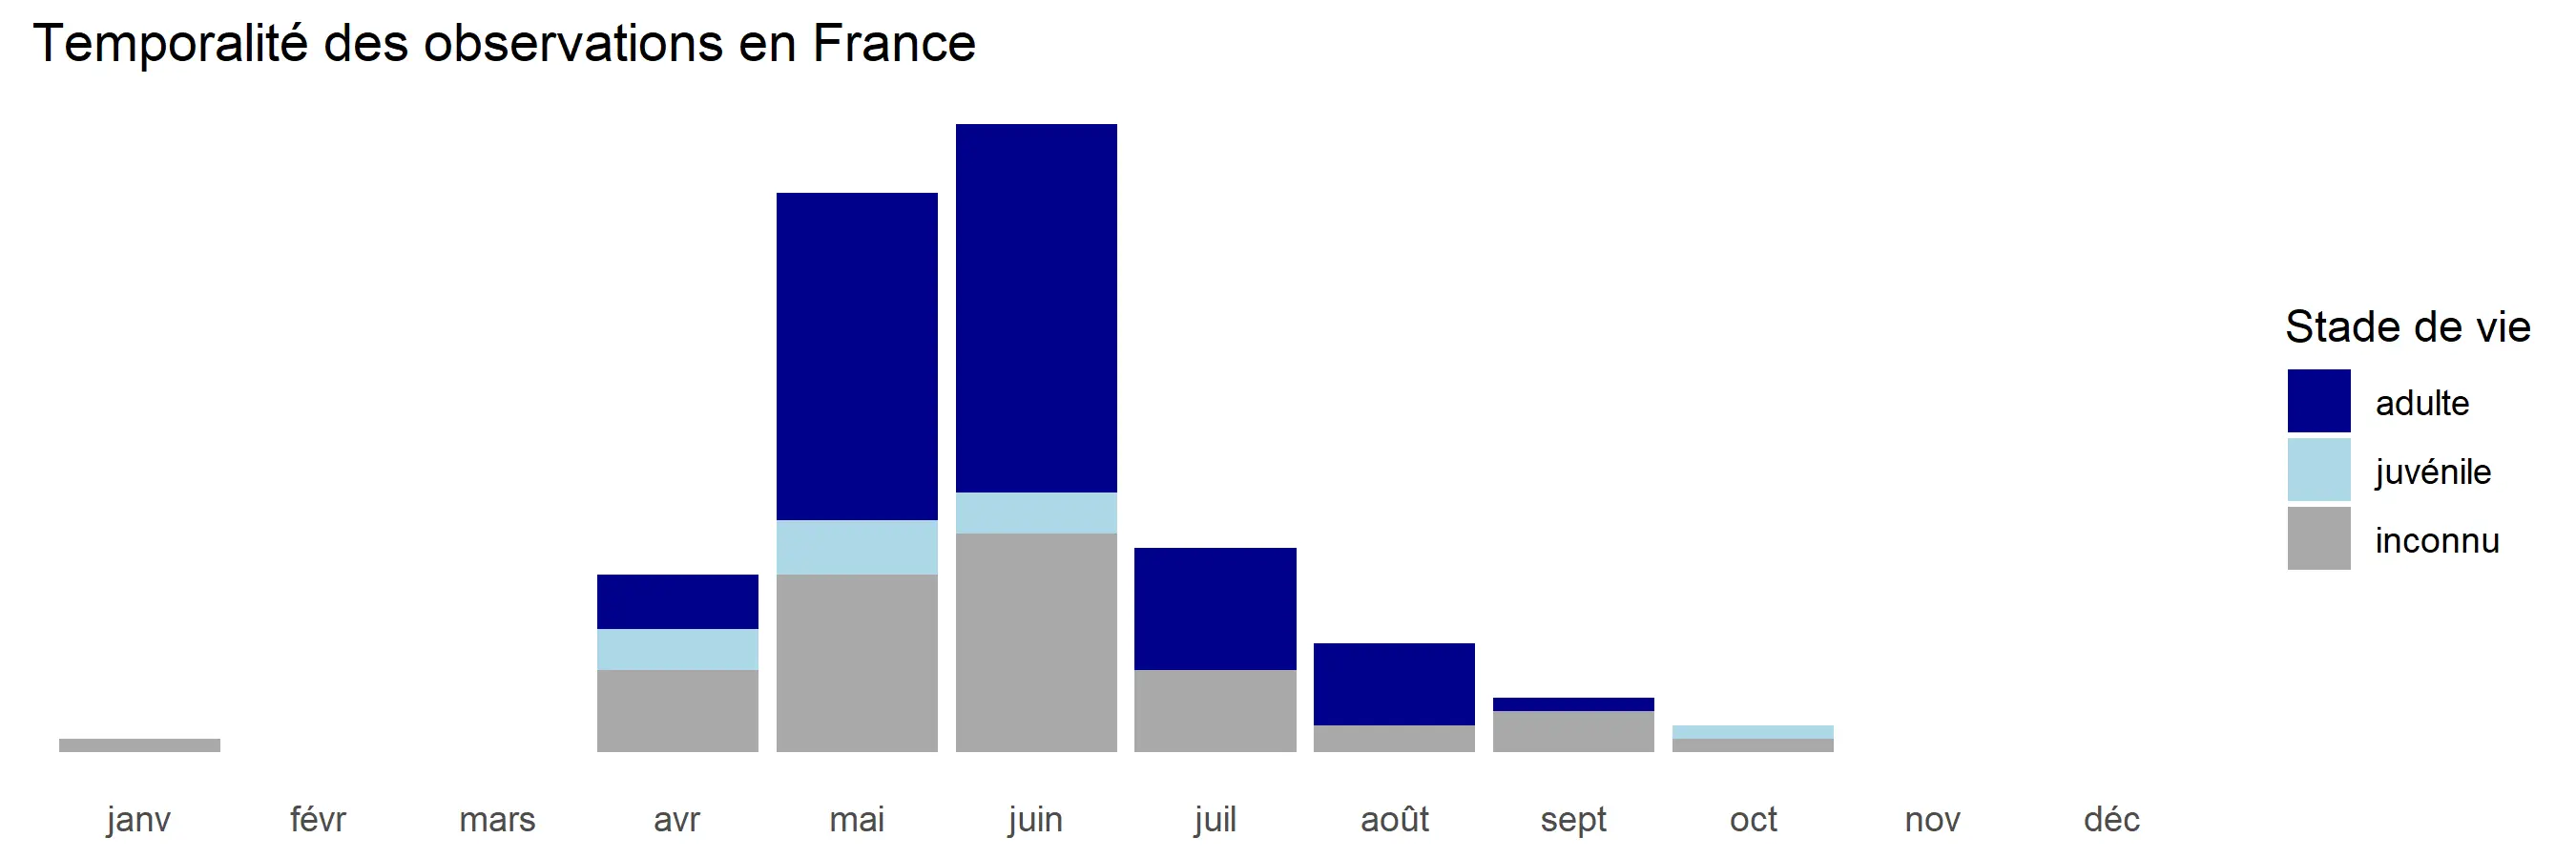 Temporalité des observations en France
Stade de vie
adulte
juvénile
inconnu
janv févr mars avr mai juin juil août sept oct nov déc